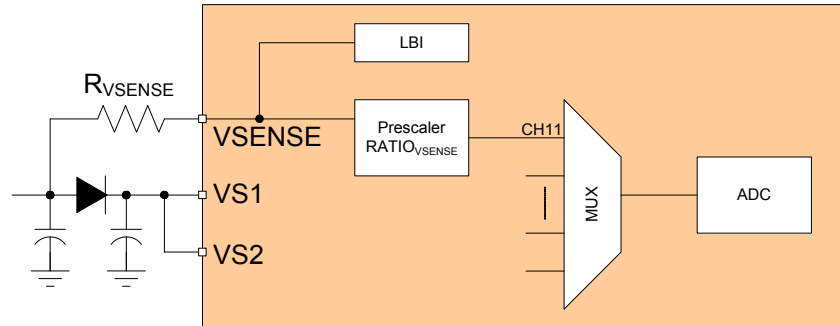 LBI
RVSENSE
VSENSE
Prescaler
RATIOVSENSE
CH11
MUX
ADC
VS1
VS2